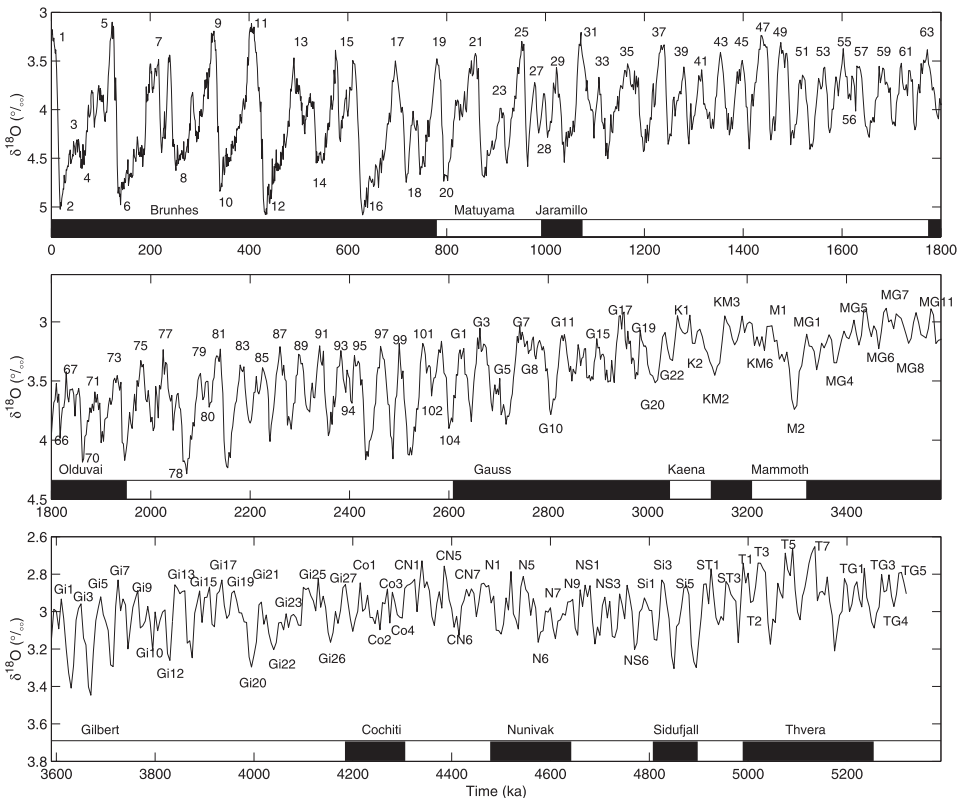 3
3.5
4
4.5
5
δ18O (°/oo)
1 5 7 9 11 13 15 17 19 21 25 27 29 31 33 35 37 39 41 43 45 47 49 51 53 55 57 59 61 63
3 23 56
2 4 6 8 10 12 14 16 18 20 28
Brunhes Matuyama Jaramillo
0 200 400 600 800 1000 1200 1400 1600 1800
3
3.5
4
4.5
δ18O (°/oo)
67 71 73 75 77 79 81 83 85 87 89 91 93 95 97 99 101 G1 G3 G5 G7 G11 G15 G17 G19 K1 KM3 M1 MG1 MG5 MG7 MG11
66 70 78 80 94 102 104 G8 G10 G20 G22 K2 KM2 KM6 M2 MG4 MG6 MG8
Olduvai Gauss Kaena Mammoth
1800 2000 2200 2400 2600 2800 3000 3200 3400
2.6
2.8
3.0
3.2
3.4
3.6
3.8
δ18O (°/oo)
Gi1 Gi3 Gi5 Gi7 Gi9 Gi13 Gi15 Gi17 Gi19 Gi21 Gi23 Gi25 Gi27 Co1 Co3 CN1 CN5 CN7 N1 N5 N7 N9 NS1 NS3 Si1 Si3 Si5 ST1 ST3 T1 T3 T5 T7 TG1 TG3 TG5
Gi10 Gi12 Gi20 Gi22 Gi26 Co2 Co4 CN6 N6 NS6 T2 TG4
Gilbert Cochiti Nunivak Sidufjall Thvera
3600 3800 4000 4200 4400 4600 4800 5000 5200
Time (ka)